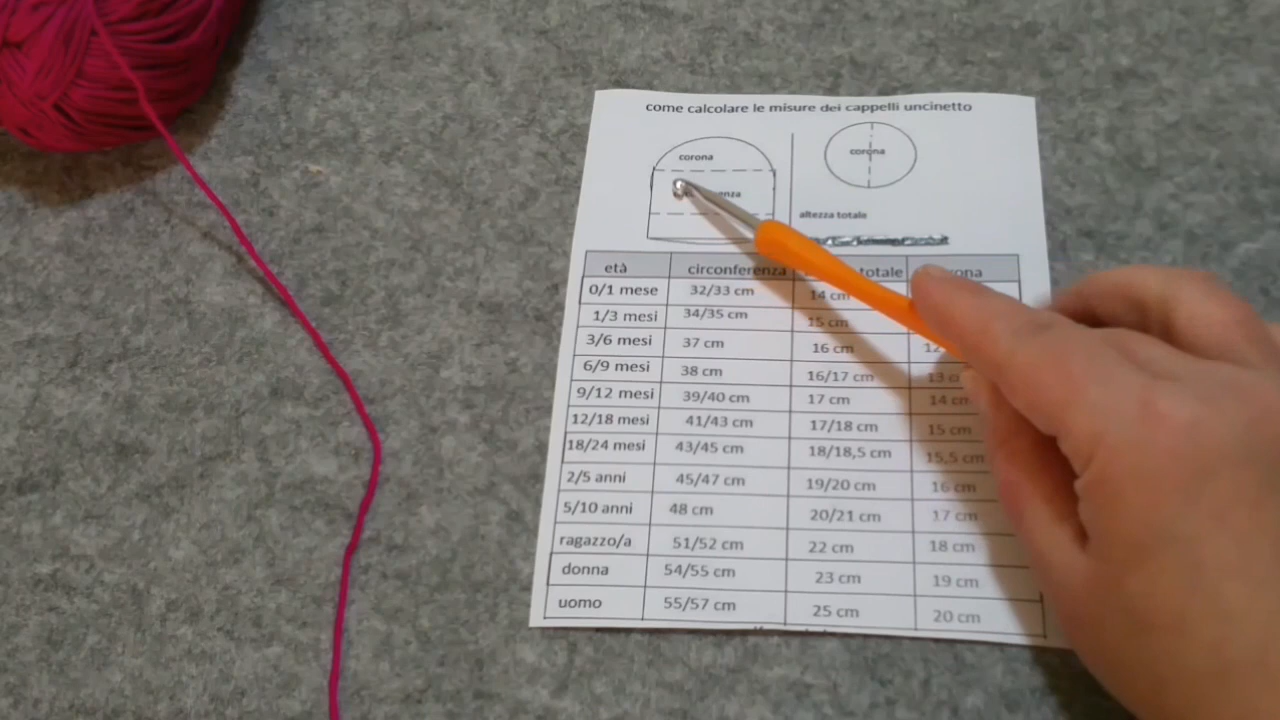 come calcolare le misure dei cappelli uncinetto
corona
corona
altezza totale
età circonferenza totale
0/1 mese 32/33 cm 14 cm
1/3 mesi 34/35 cm 15 cm
3/6 mesi 37 cm 16 cm 12
6/9 mesi 38 cm 16/17 cm 13 c
9/12 mesi 39/40 cm 17 cm 14 cm
12/18 mesi 41/43 cm 17/18 cm 15 cm
18/24 mesi 43/45 cm 18/18,5 cm 15,5 cm
2/5 anni 45/47 cm 19/20 cm 16 cm
5/10 anni 48 cm 20/21 cm 17 cm
ragazzo/a 51/52 cm 22 cm 18 cm
donna 54/55 cm 23 cm 19 cm
uomo 55/57 cm 25 cm 20 cm